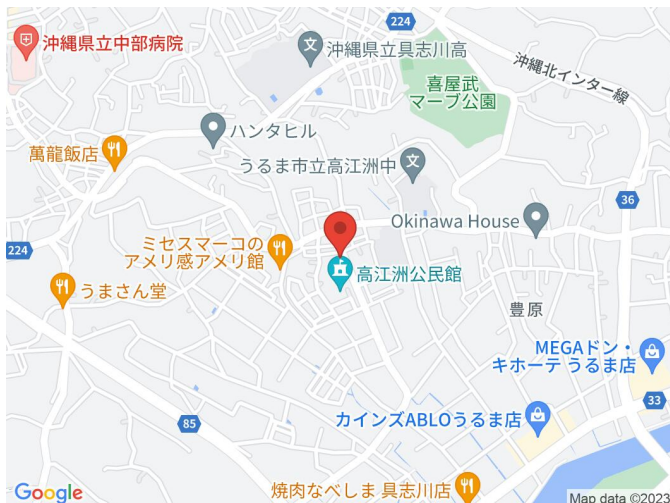 224
沖縄県立中部病院
沖縄県立具志川高
沖縄北インター線
喜屋武
マーブ公園
ハンタヒル
萬龍飯店
うるま市立高江洲中
36
Okinawa House
224
ミセスマーコの
アメリ感アメリ館
高江洲公民館
うまさん堂
豊原
MEGAドン・
キホーテ うるま店
33
カインズABLOうるま店
85
焼肉なべしま 具志川店
Google
Map data ©2023